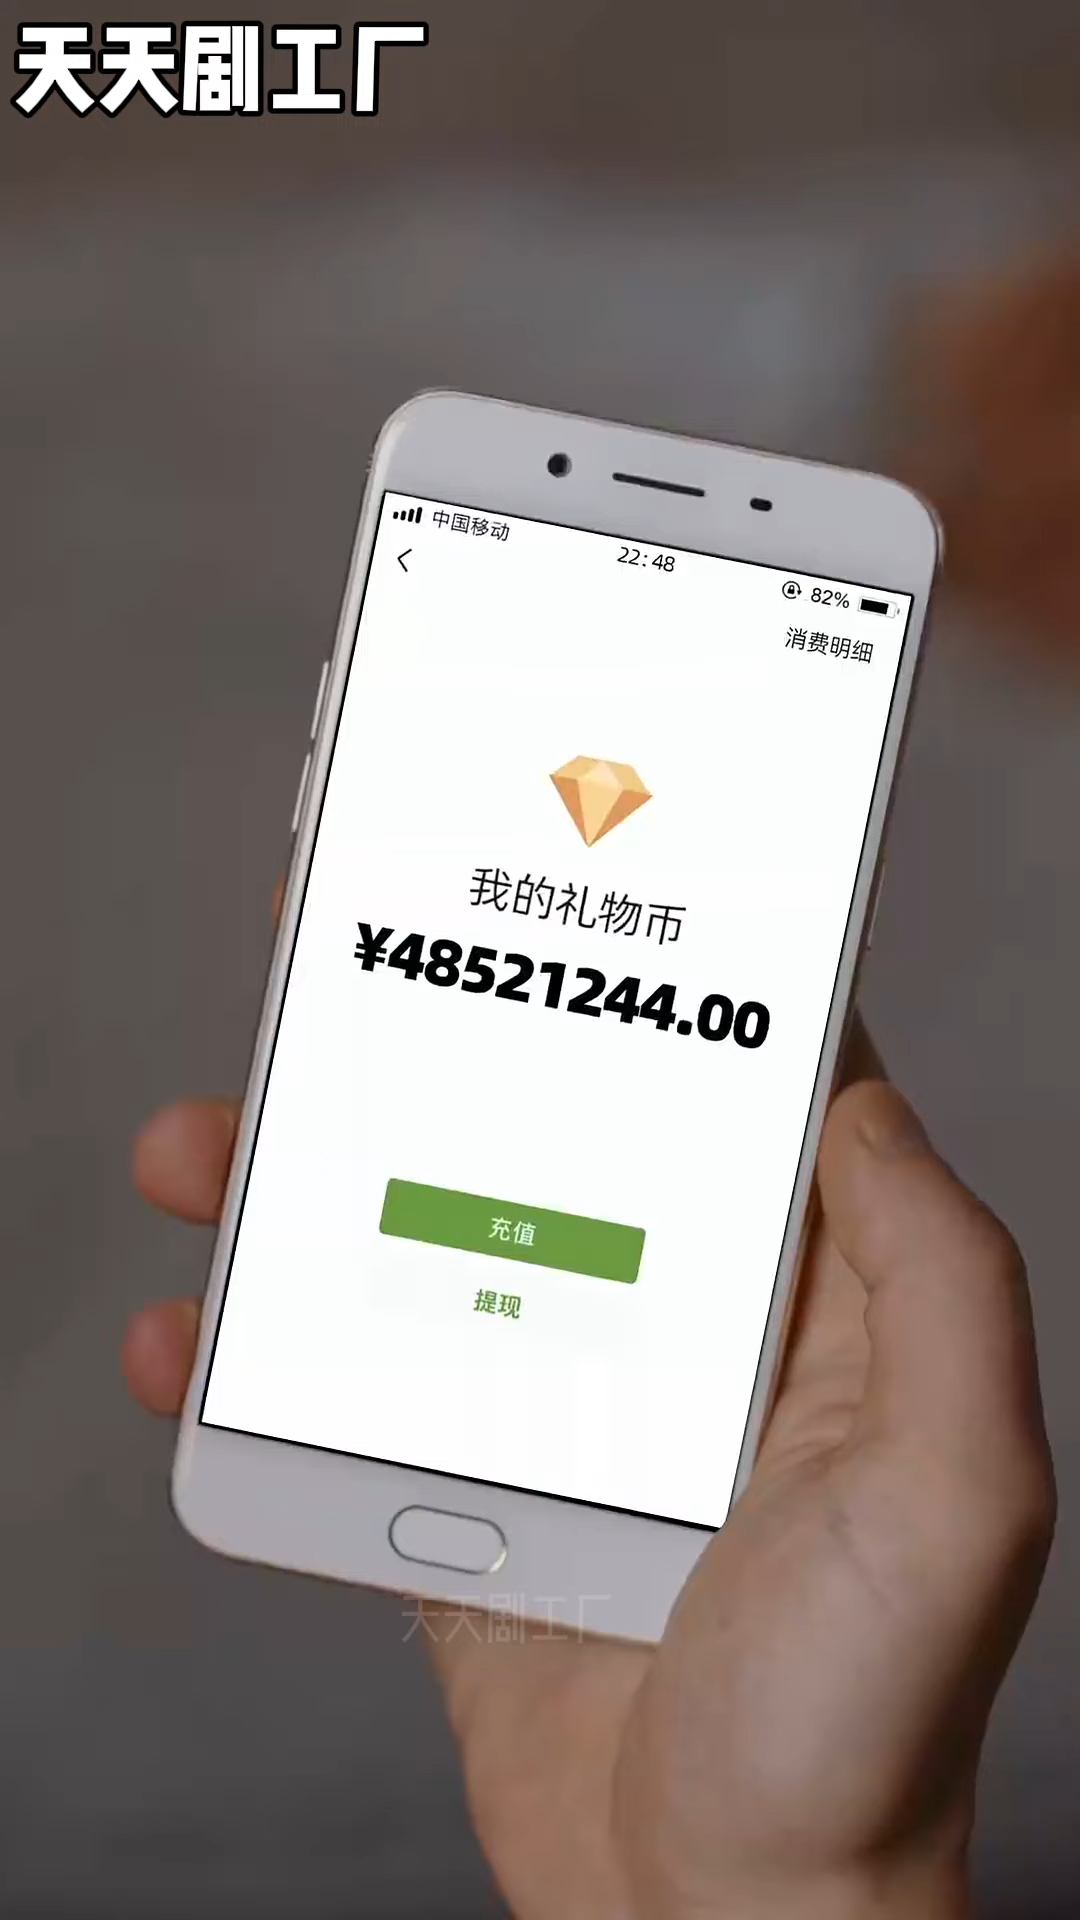 天天剧工厂
中国移动
22:48
82%
消费明细
我的礼物币
¥48521244.00
充值
提现
天天剧工厂